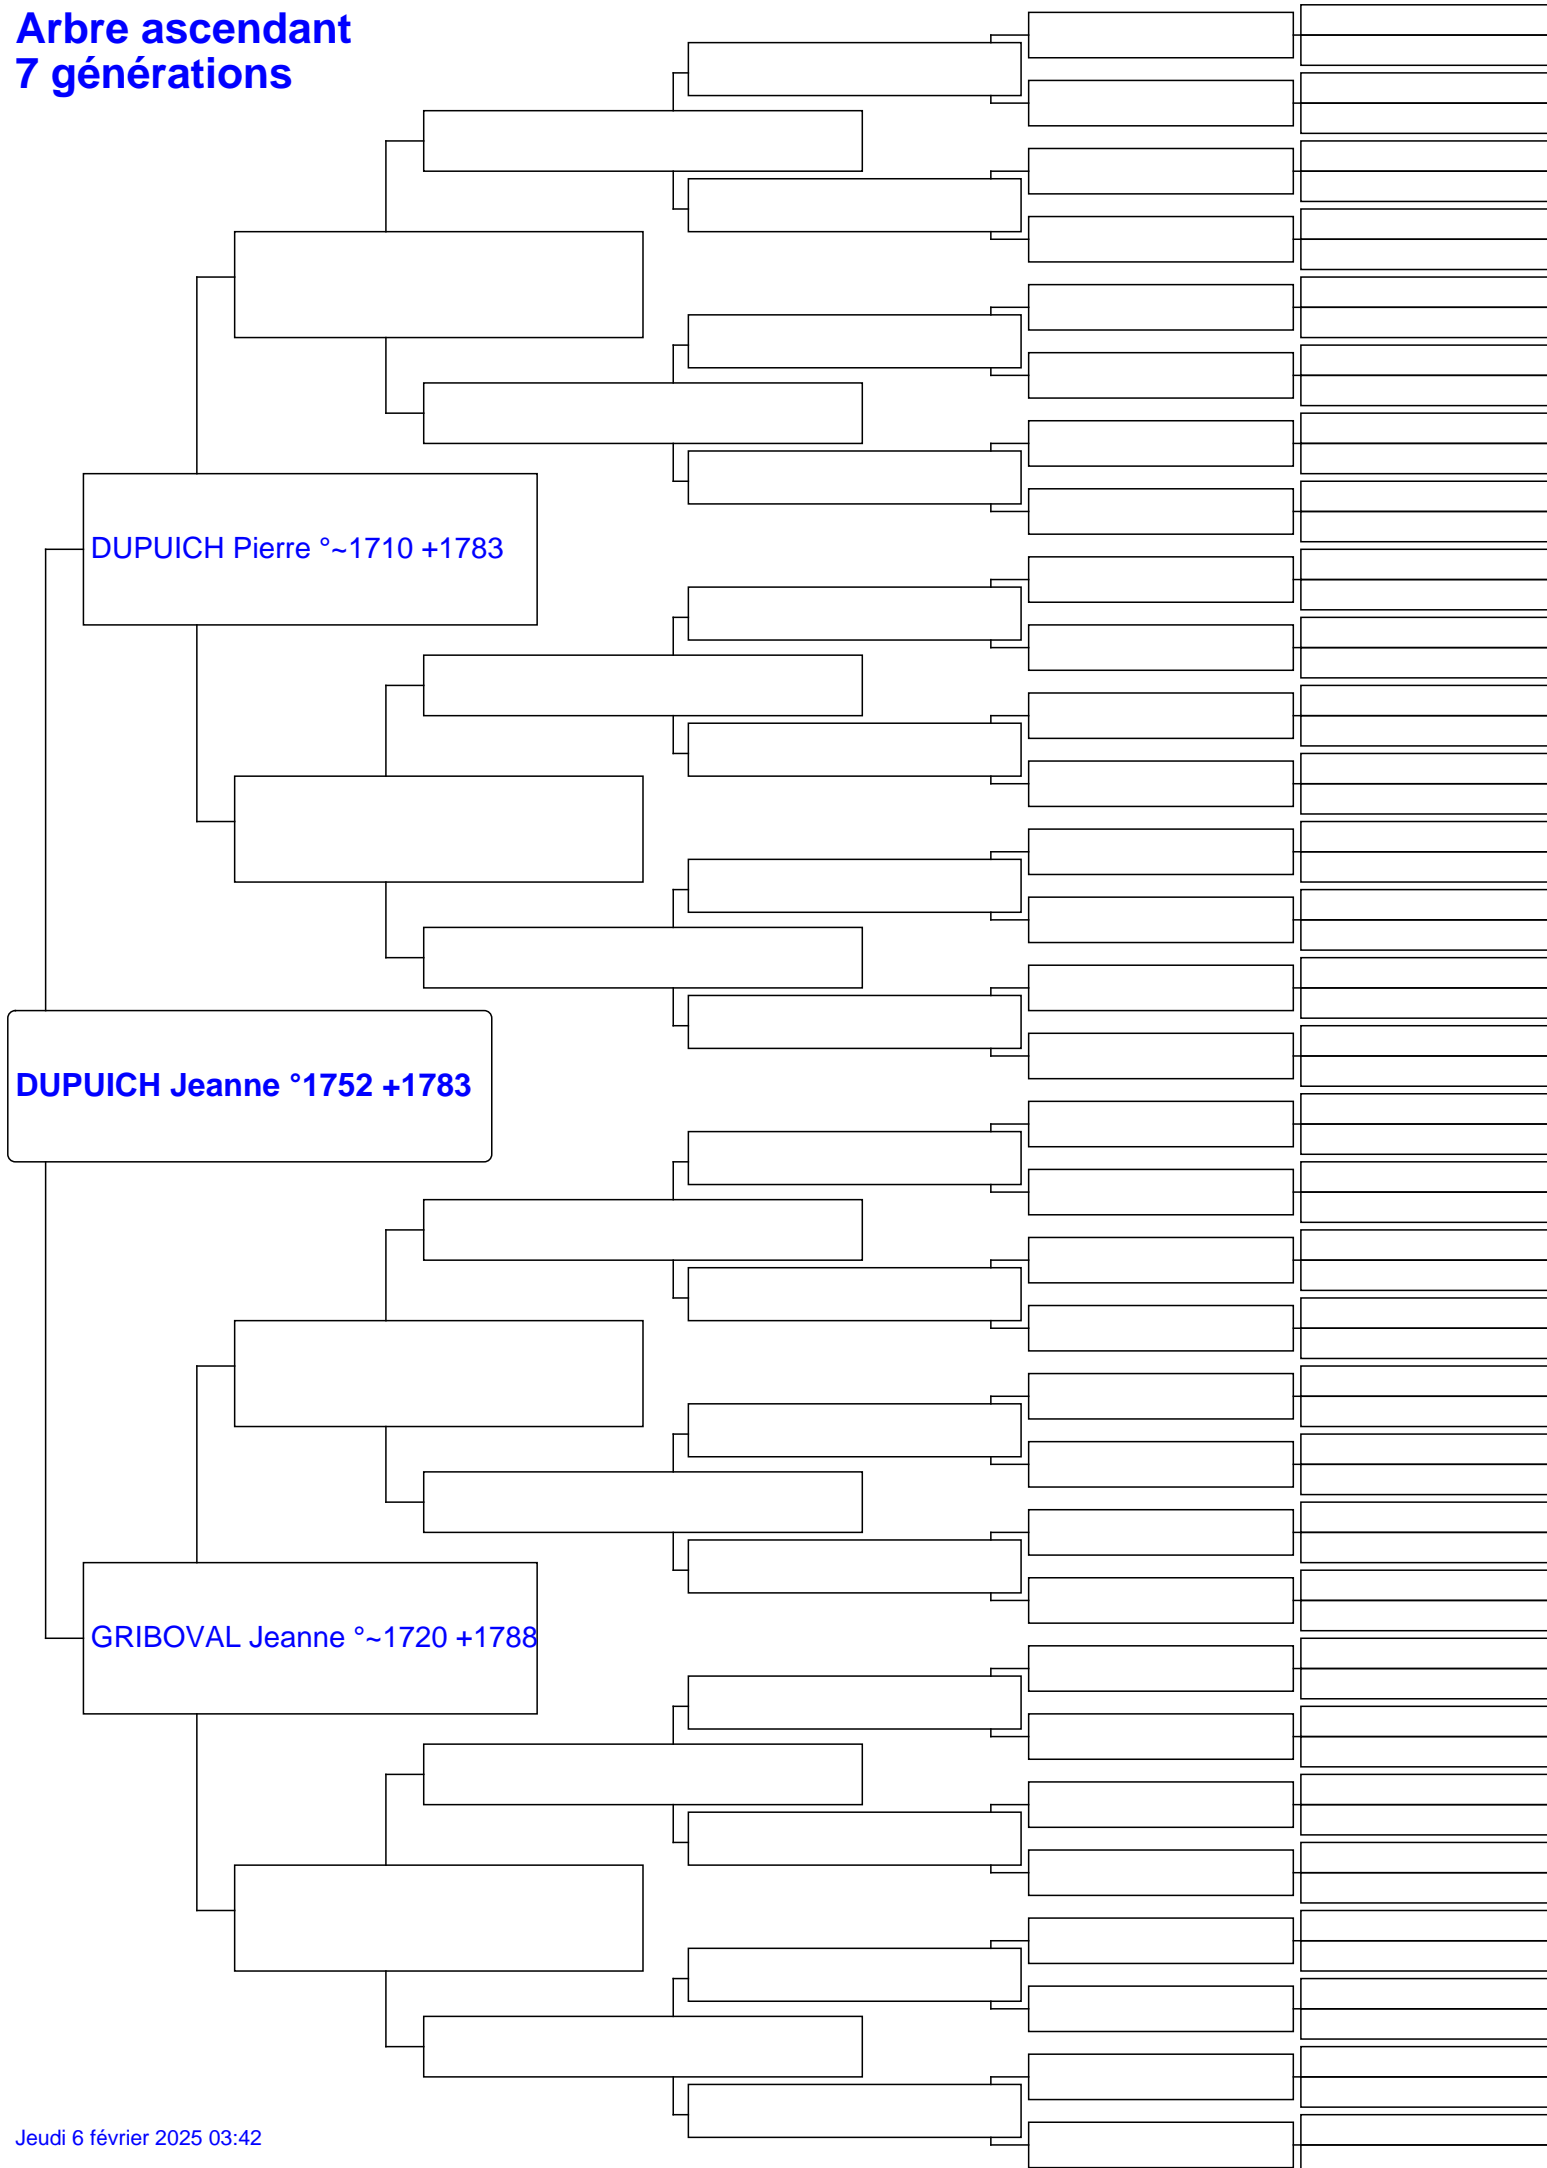 Arbre ascendant
7 générations
DUPUICH Pierre °~1710 +1783
DUPUICH Jeanne °1752 +1783
GRIBOVAL Jeanne °~1720 +1788
Jeudi 6 février 2025 03:42